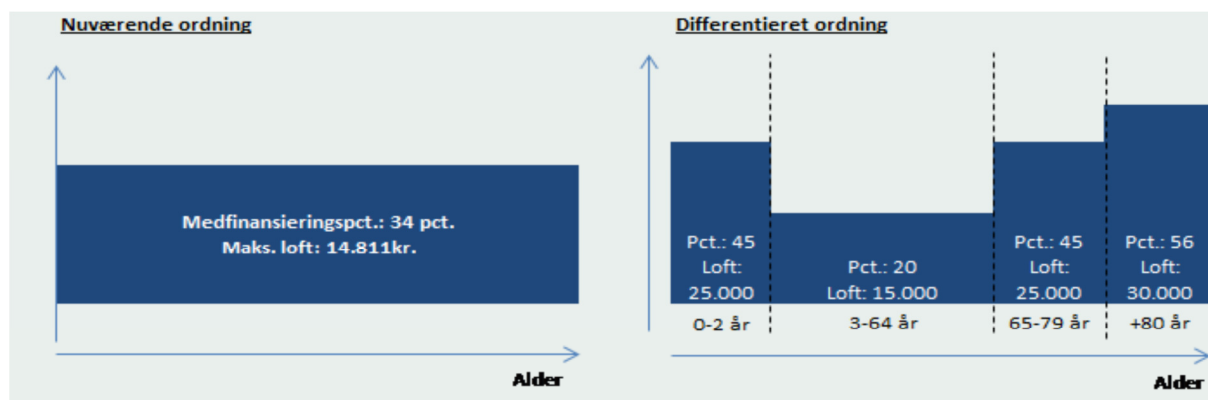 Nuværende ordning
Medfinansieringspct.: 34 pct.
Maks. loft: 14.811kr.
Alder
Differentieret ordning
Pct.: 45
Loft:
25.000
0-2 år
Pct.: 20
Loft: 15.000
3-64 år
Pct.: 45
Loft:
25.000
65-79 år
Pct.: 56
Loft:
30.000
+80 år
Alder